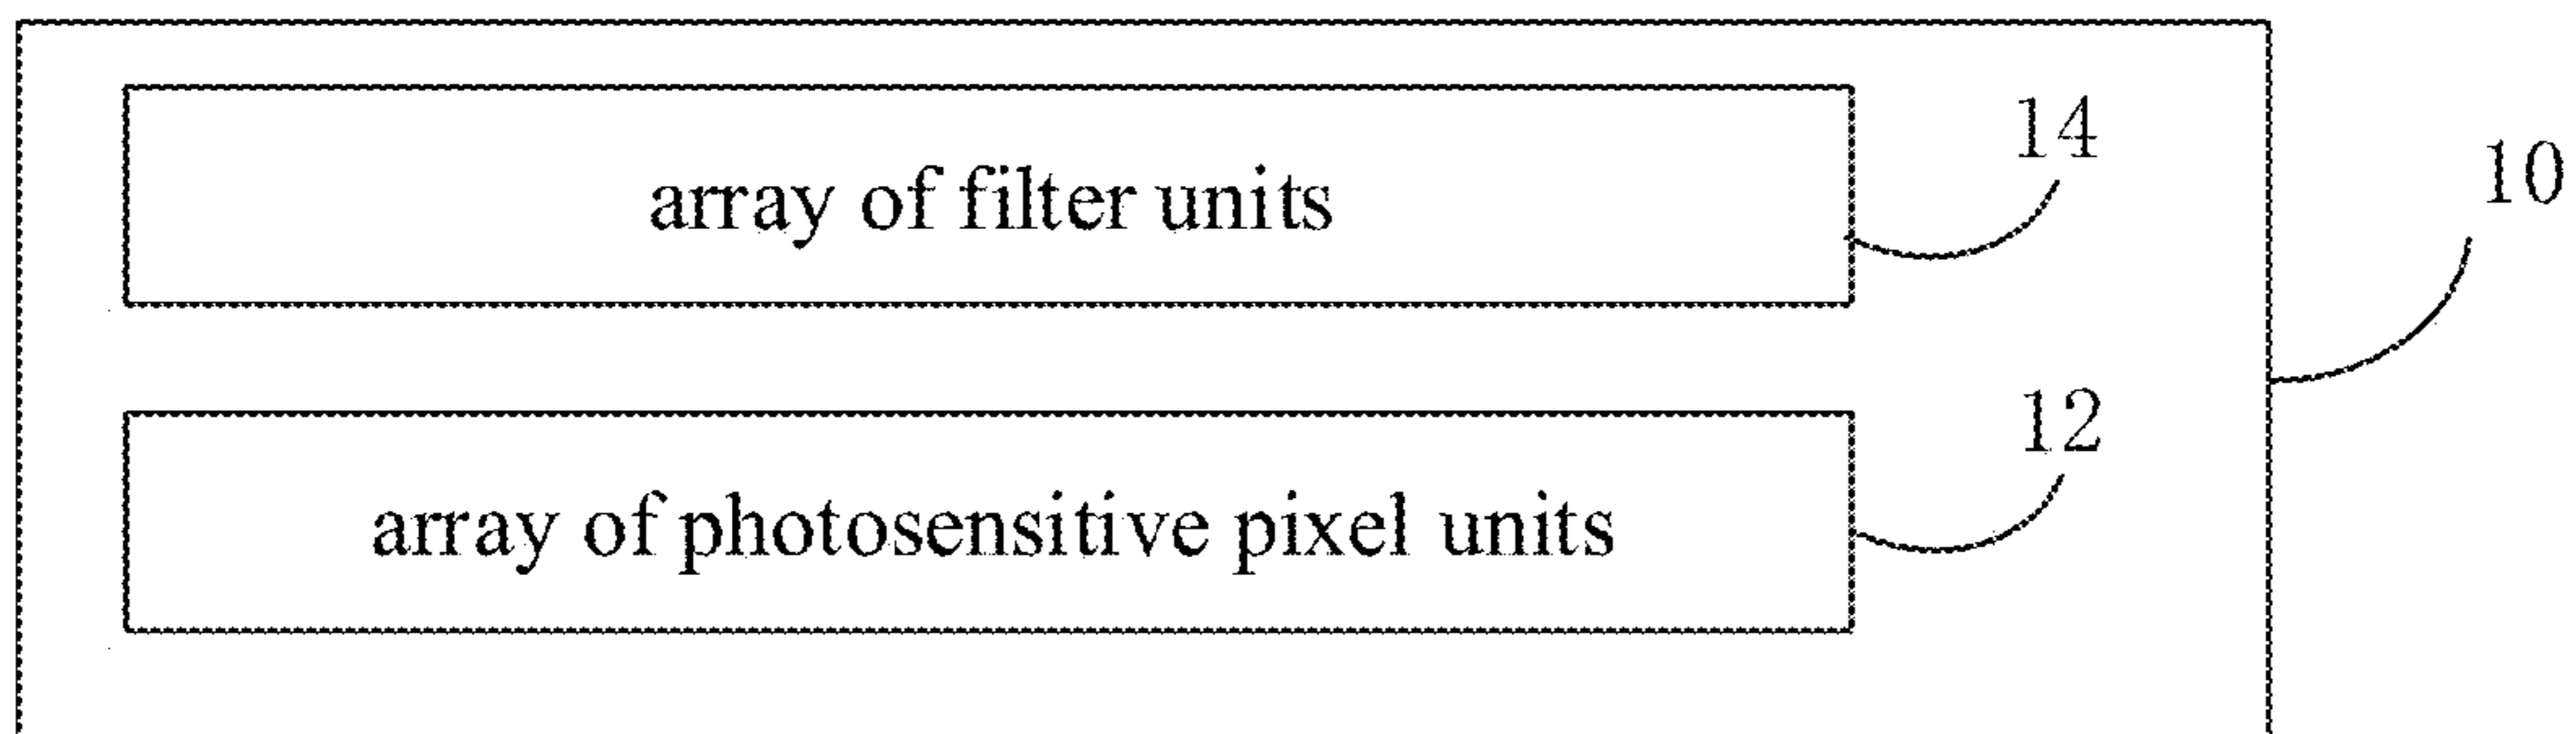 array of filter units
14
10
array of photosensitive pixel units
12